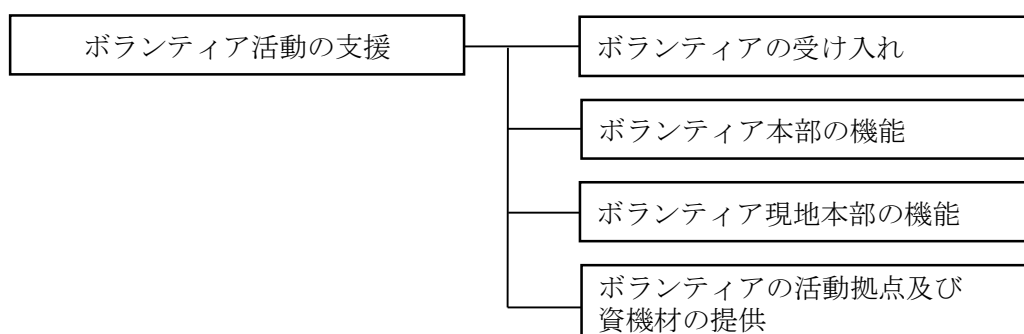 ボランティア活動の支援
ボランティアの受け入れ
ボランティア本部の機能
ボランティア現地本部の機能
ボランティアの活動拠点及び
資機材の提供